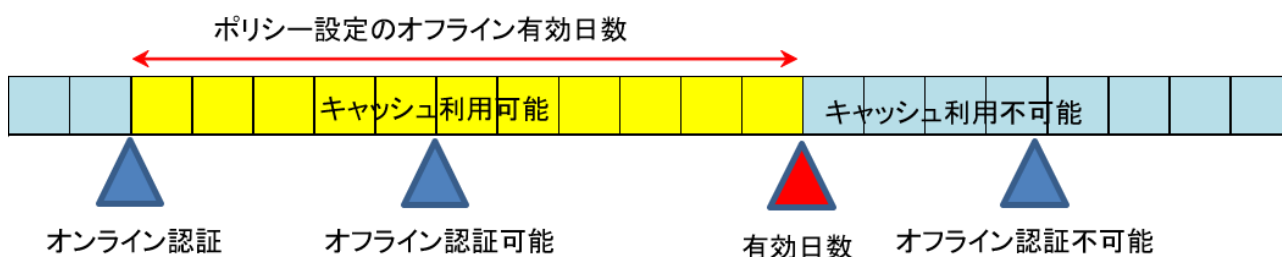 ポリシー設定のオフライン有効日数
キャッシュ利用可能
キャッシュ利用不可能
オンライン認証
オフライン認証可能
有効日数
オフライン認証不可能